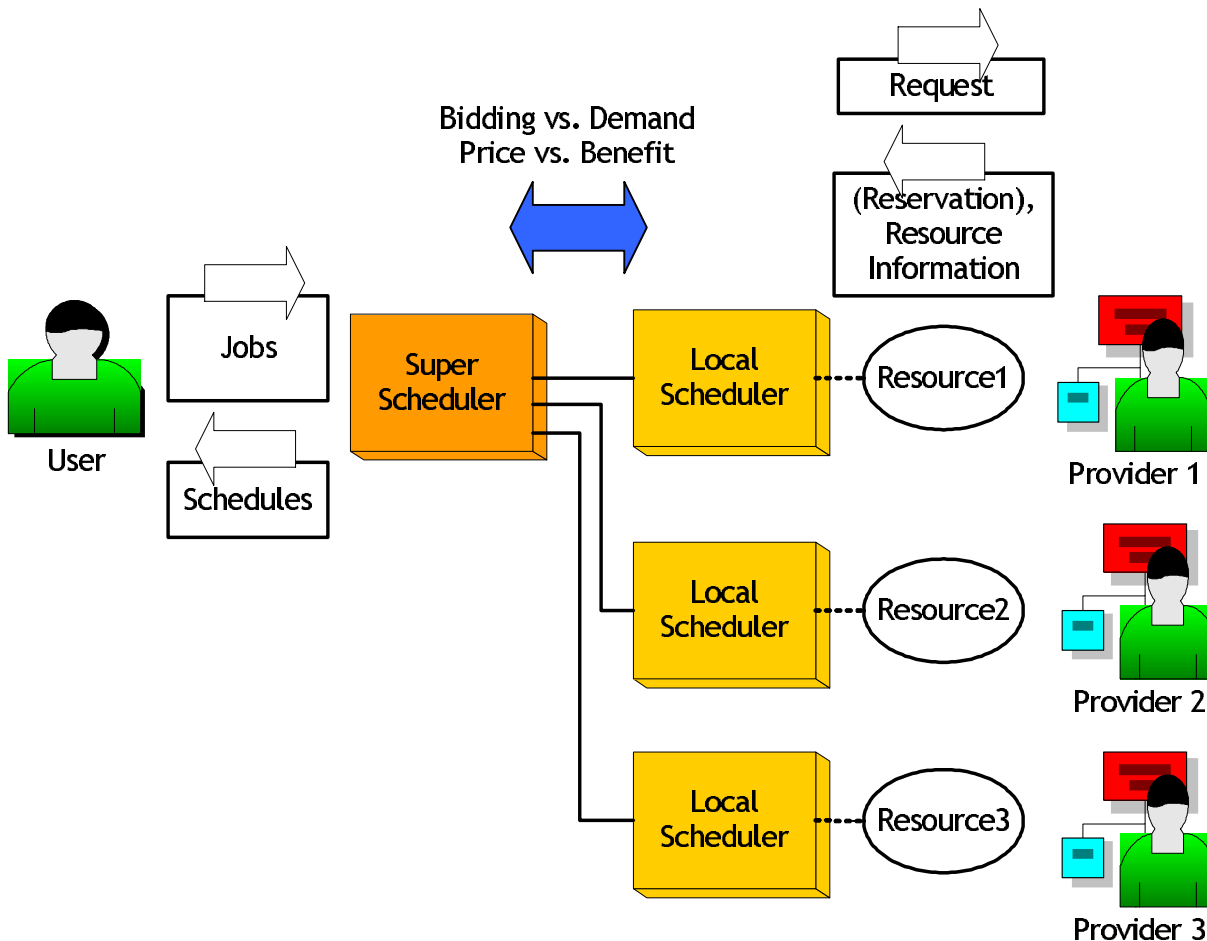 Request
Bidding vs. Demand
Price vs. Benefit
(Reservation),
Resource
Information
Jobs
Super
Scheduler
Local
Scheduler
Resource1
User
Provider 1
Schedules
Local
Scheduler
Resource2
Provider 2
Local
Scheduler
Resource3
Provider 3